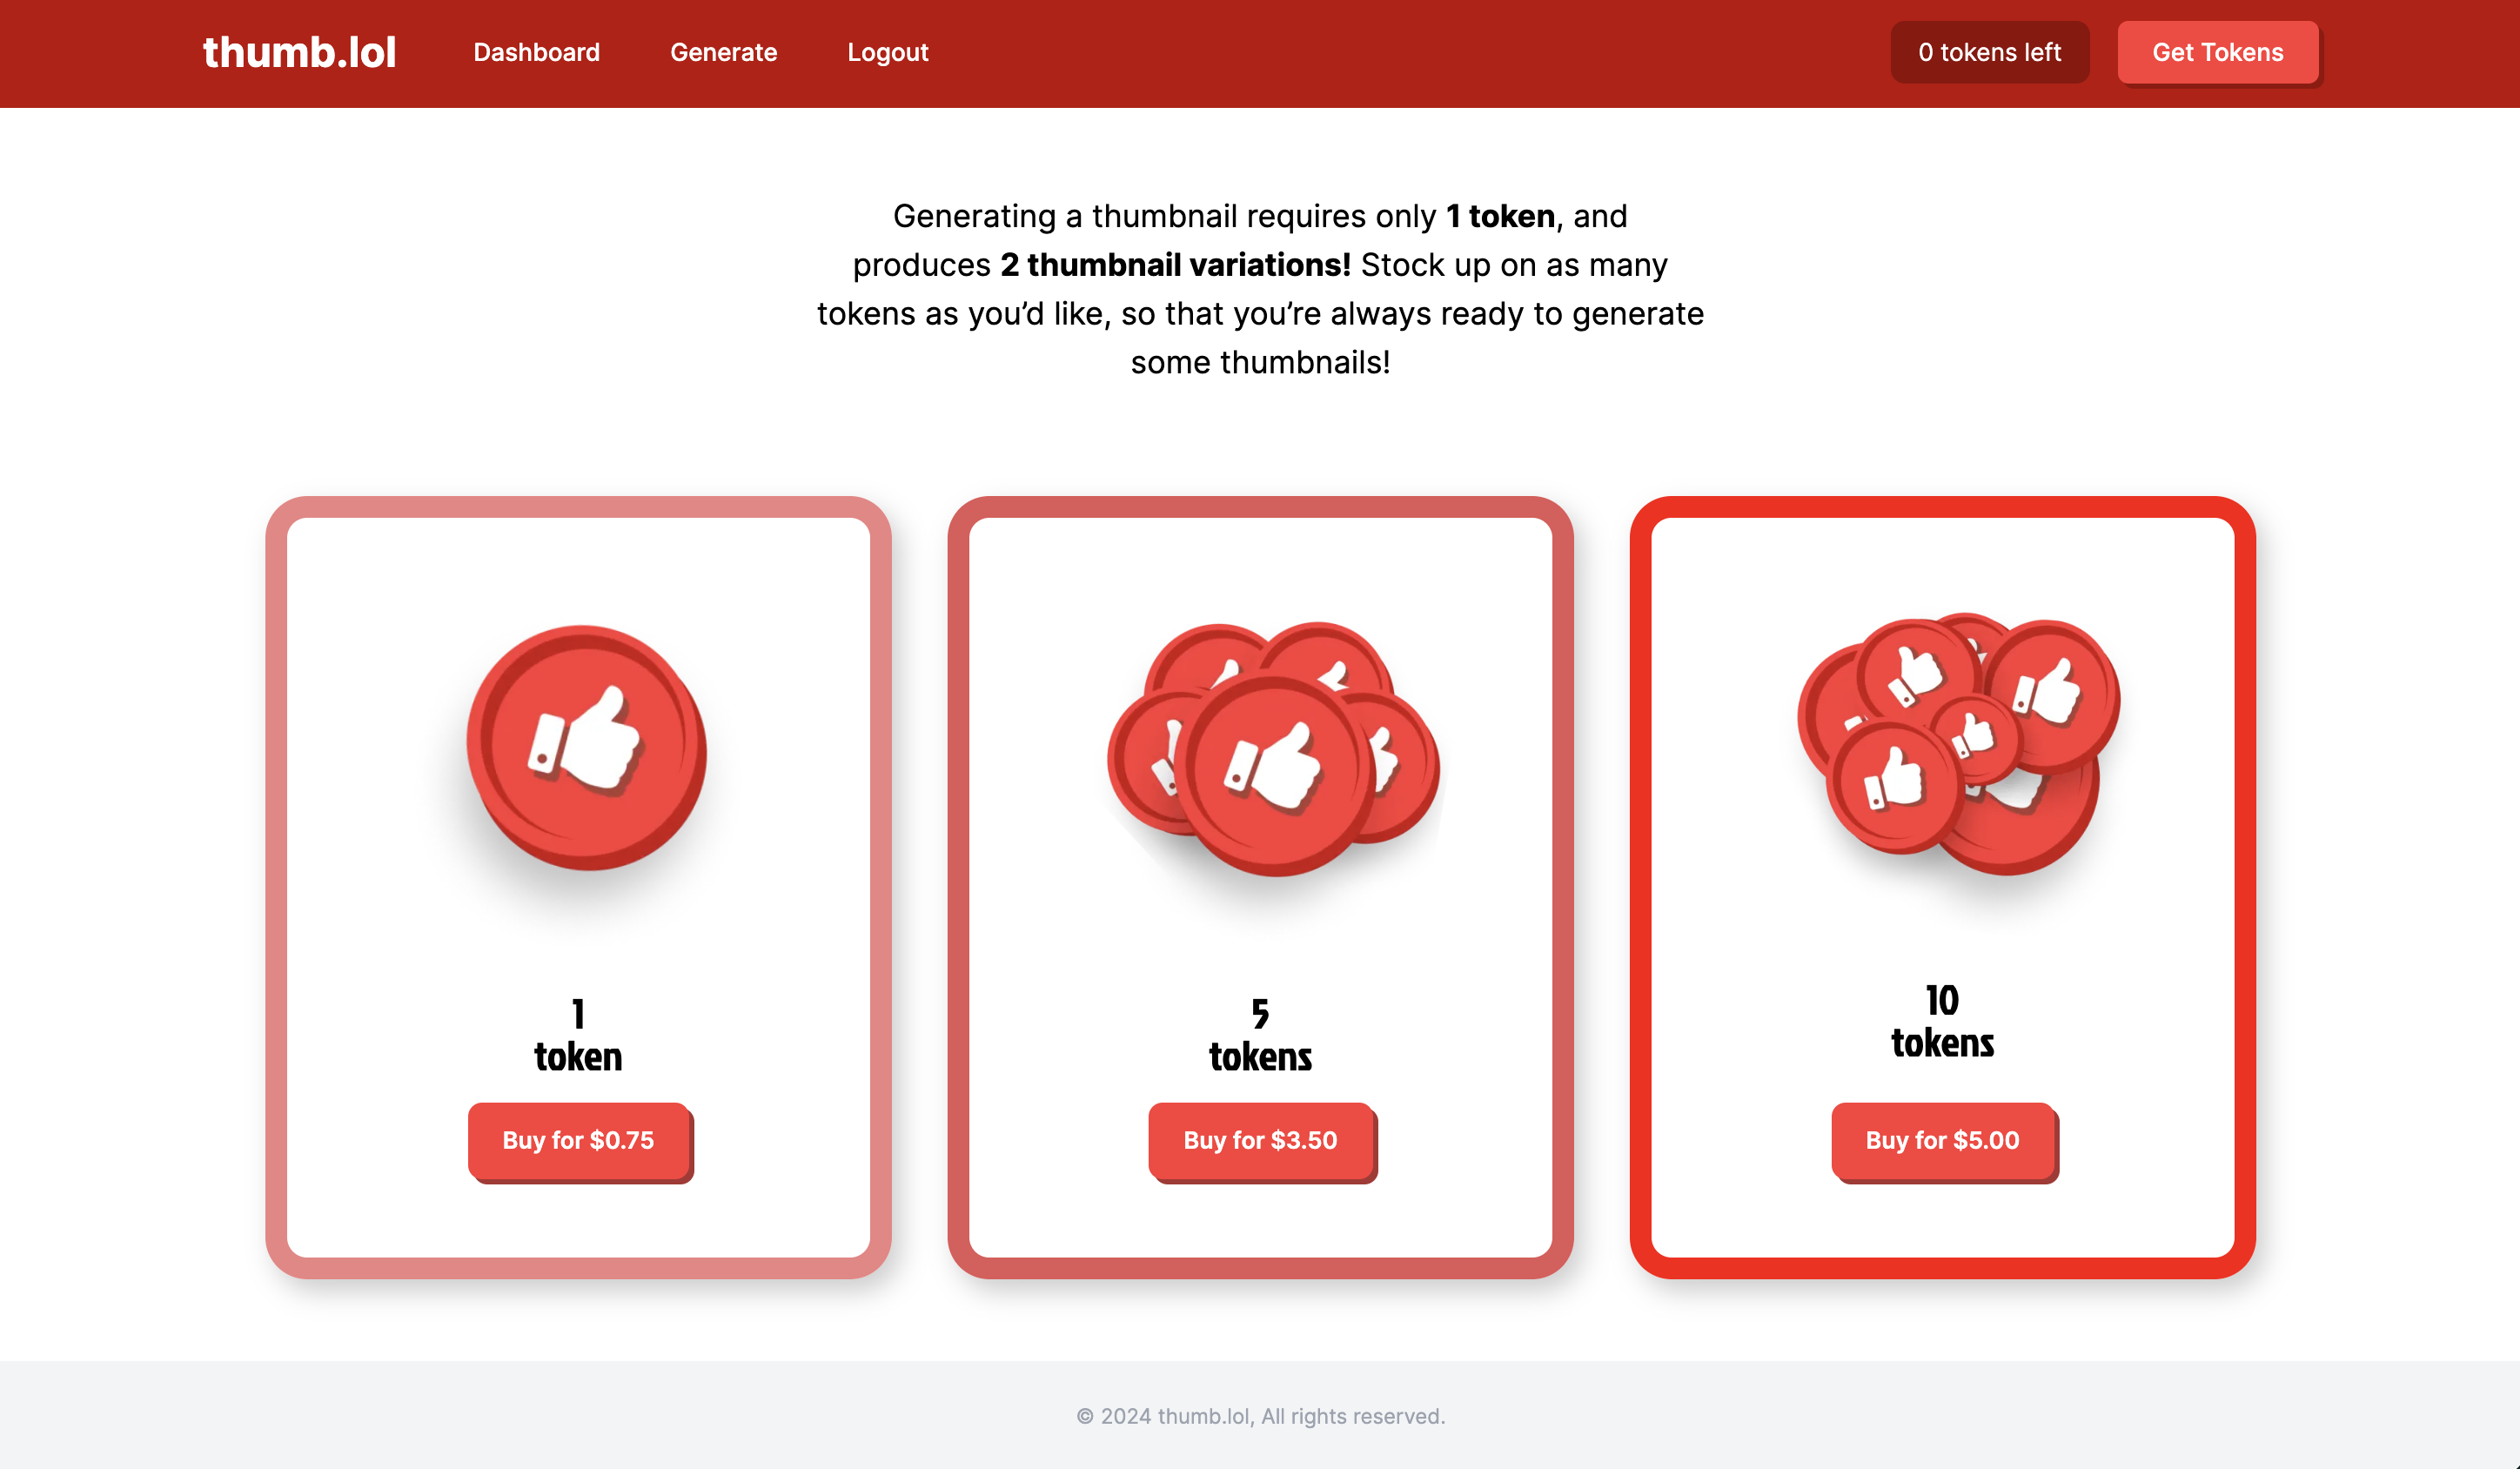 thumb.lol
Dashboard
Generate
Logout
0 tokens left
Get Tokens
Generating a thumbnail requires only 1 token, and
produces 2 thumbnail variations! Stock up on as many
tokens as you’d like, so that you’re always ready to generate
some thumbnails!
1
token
Buy for $0.75
5
tokens
Buy for $3.50
10
tokens
Buy for $5.00
© 2024 thumb.lol, All rights reserved.